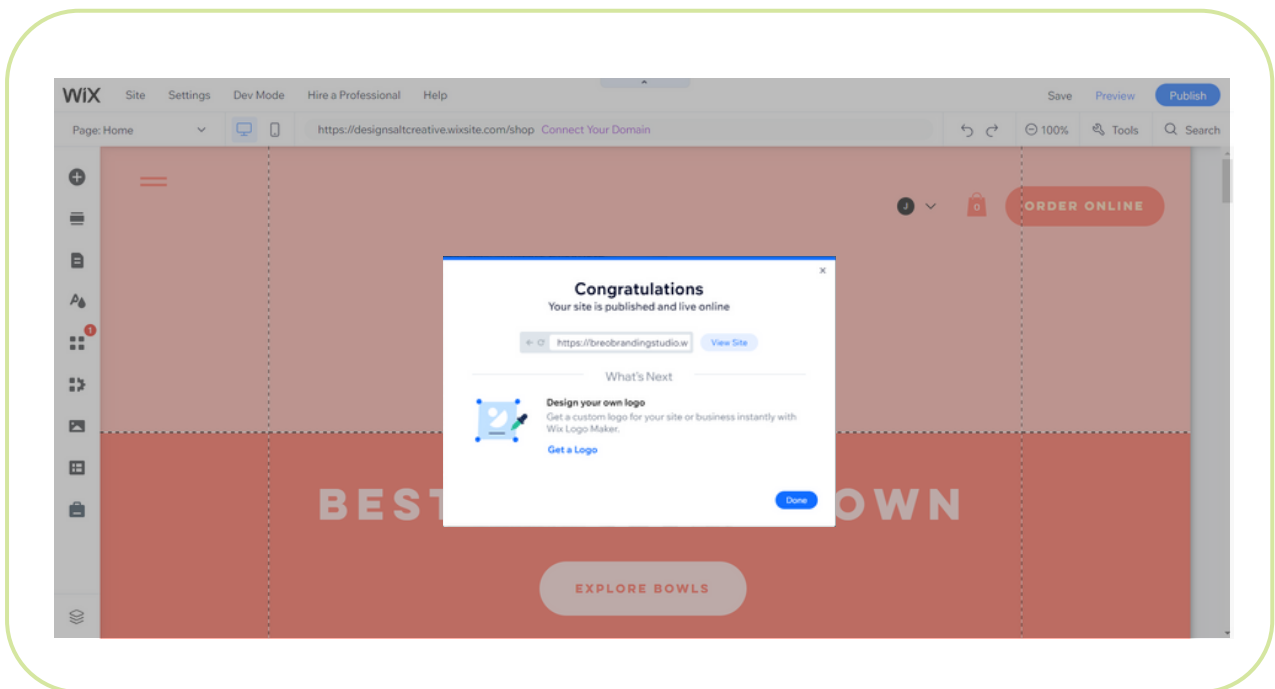 WiX Site Settings Dev Mode Hire a Professional Help Save Preview Publish
Page: Home https://designsaltcreative.wixsite.com/shop Connect Your Domain 100% Tools Search
J 0 ORDER ONLINE
1
Congratulations
Your site is published and live online
https://breobrandingstudio.w View Site
What's Next
Design your own logo
Get a custom logo for your site or business instantly with
Wix Logo Maker.
Get a Logo
Done
BEST OWN
EXPLORE BOWLS